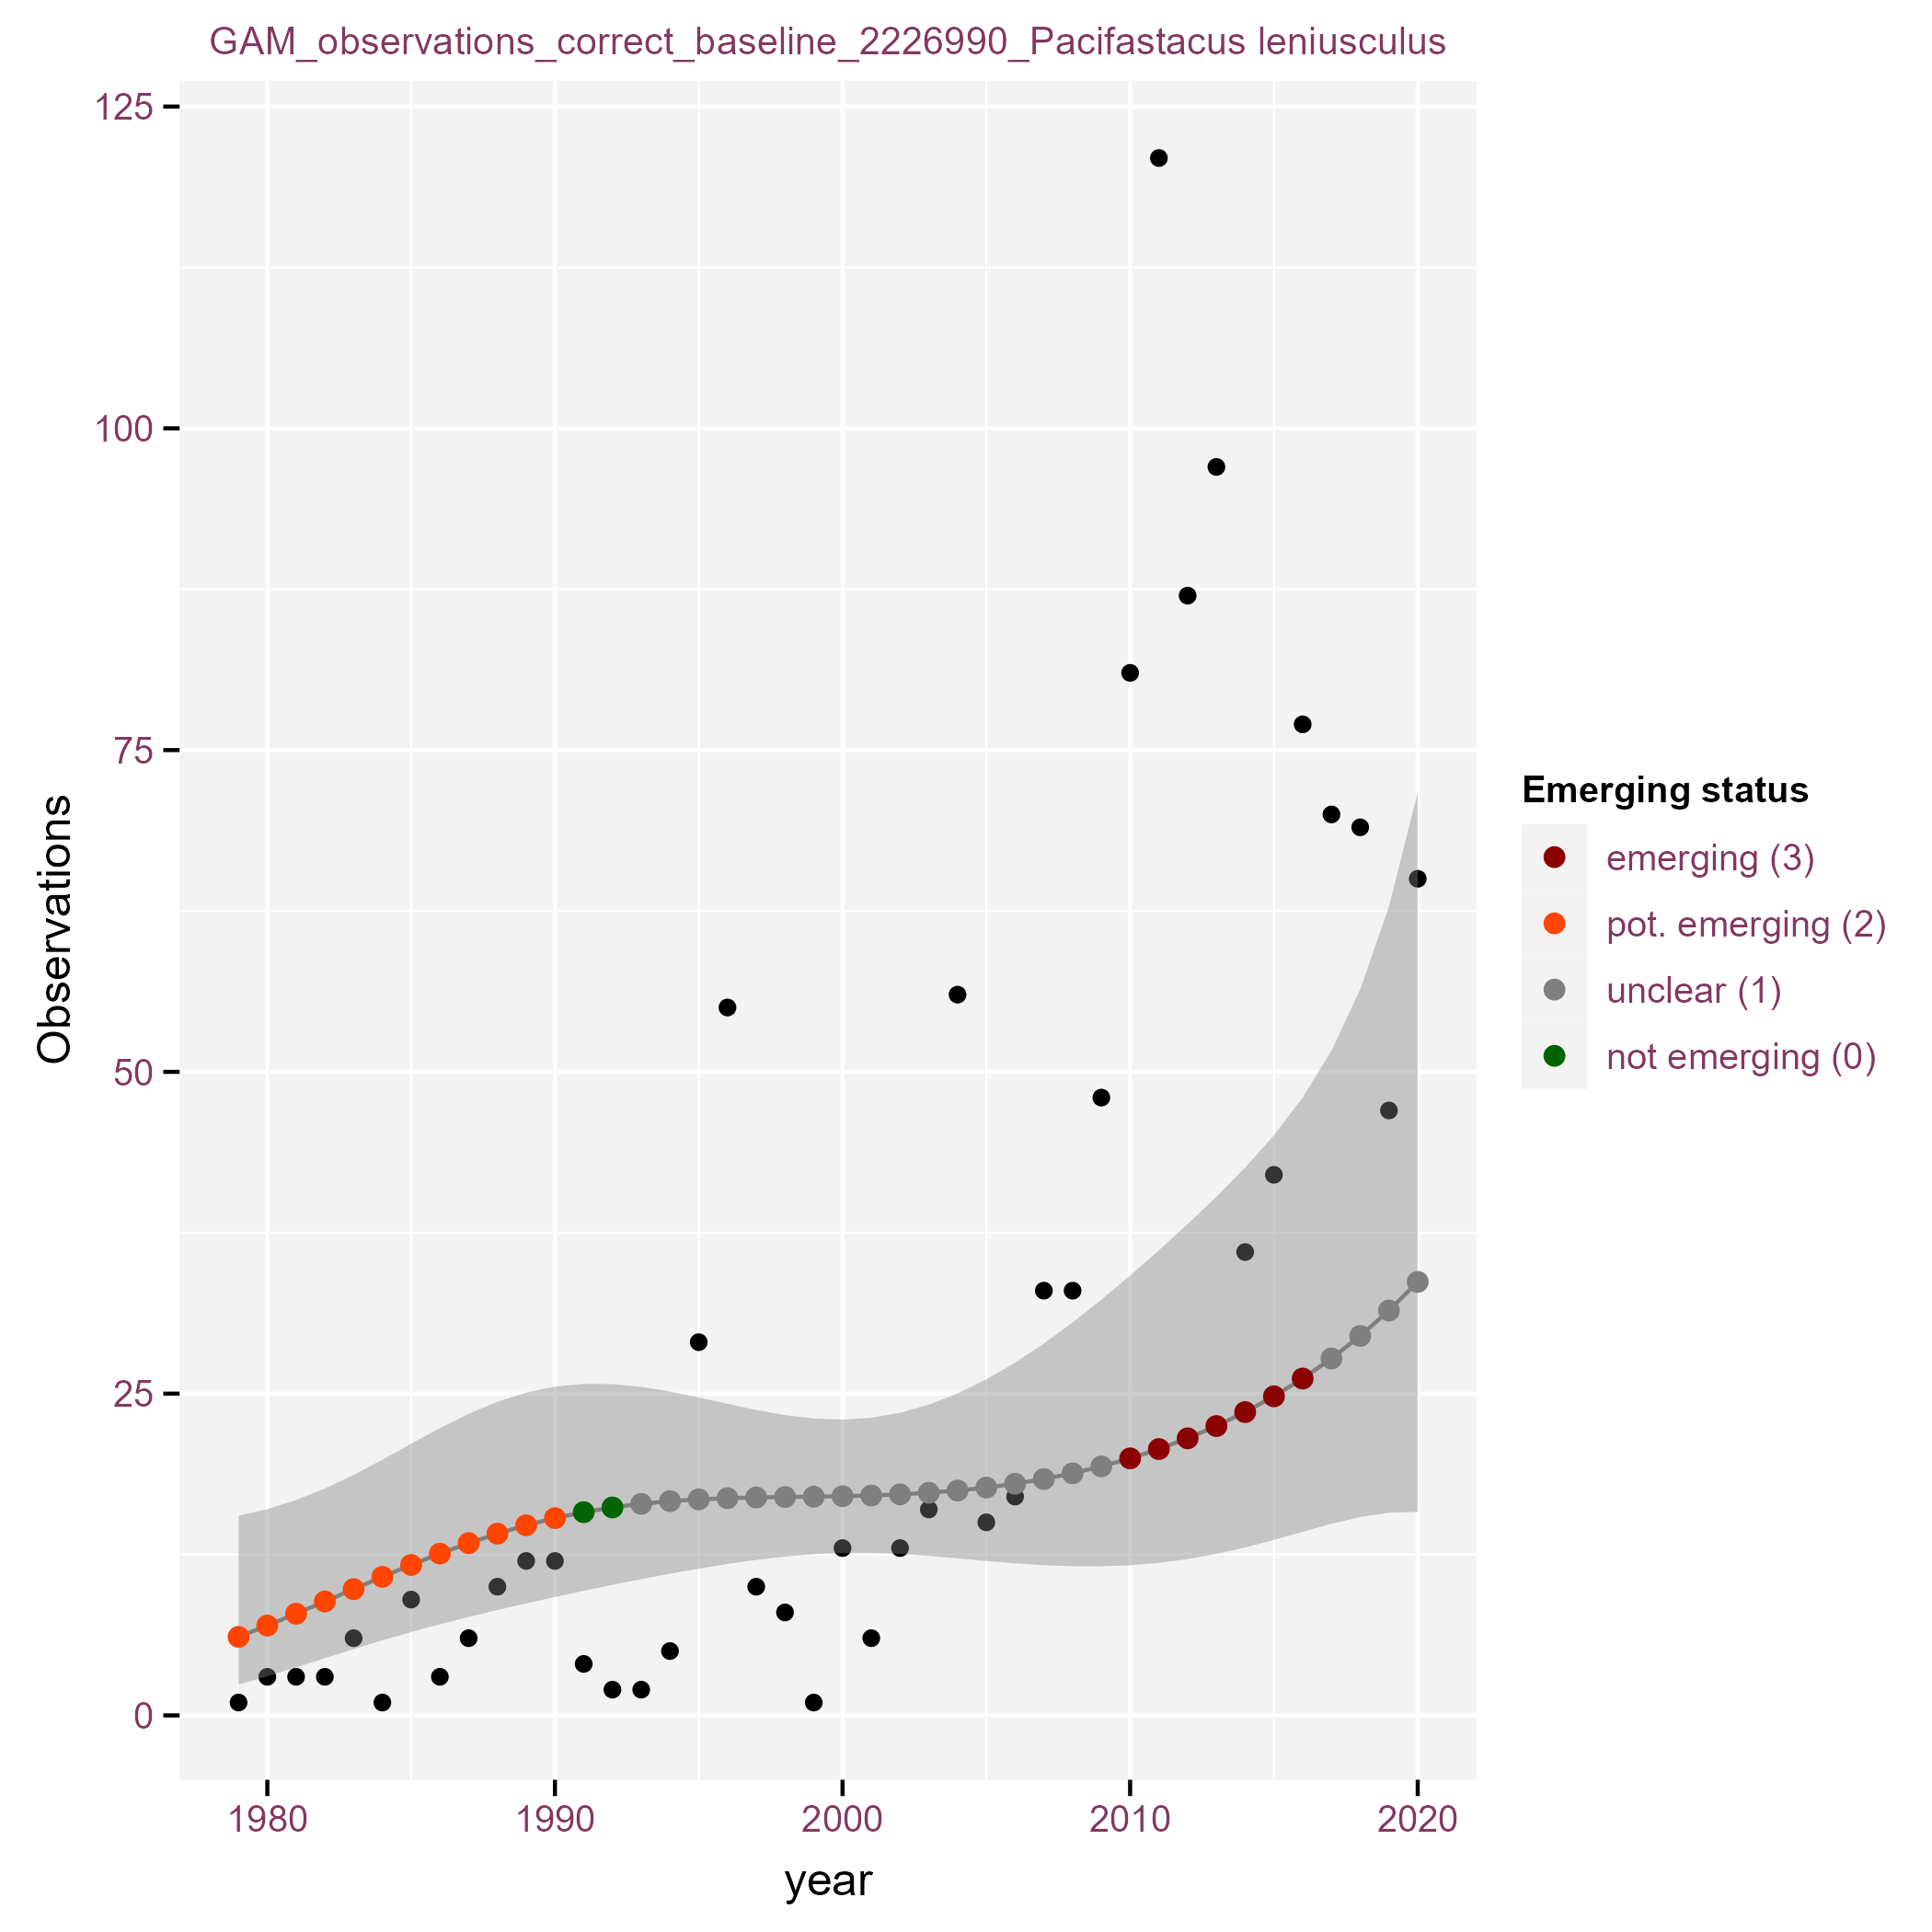 GAM_observations_correct_baseline_2226990_Pacifastacus leniusculus
125
100
75
50
25
0
Observations
1980
1990
2000
2010
2020
year
Emerging status
emerging (3)
pot. emerging (2)
unclear (1)
not emerging (0)